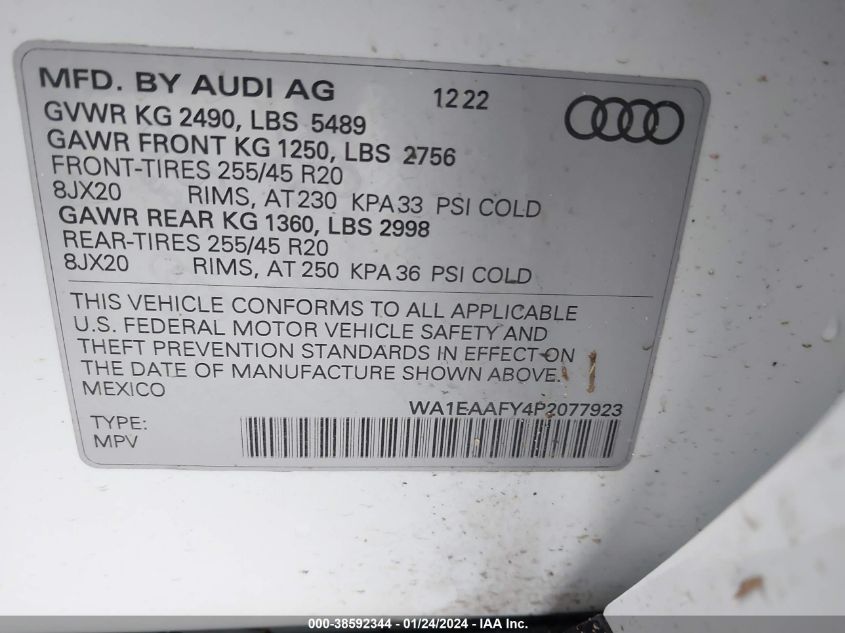 MFD. BY AUDI AG 12 22
GVWR KG 2490, LBS 5489
GAWR FRONT KG 1250, LBS 2756
FRONT-TIRES 255/45 R20
8JX20 RIMS, AT 230 KPA 33 PSI COLD
GAWR REAR KG 1360, LBS 2998
REAR-TIRES 255/45 R20
8JX20 RIMS, AT 250 KPA 36 PSI COLD
THIS VEHICLE CONFORMS TO ALL APPLICABLE
U.S. FEDERAL MOTOR VEHICLE SAFETY AND
THEFT PREVENTION STANDARDS IN EFFECT ON
THE DATE OF MANUFACTURE SHOWN ABOVE.
MEXICO
WA1EAAFY4P2077923
TYPE:
MPV
000-38592344 - 01/24/2024 - © Copyright IAA, Inc.